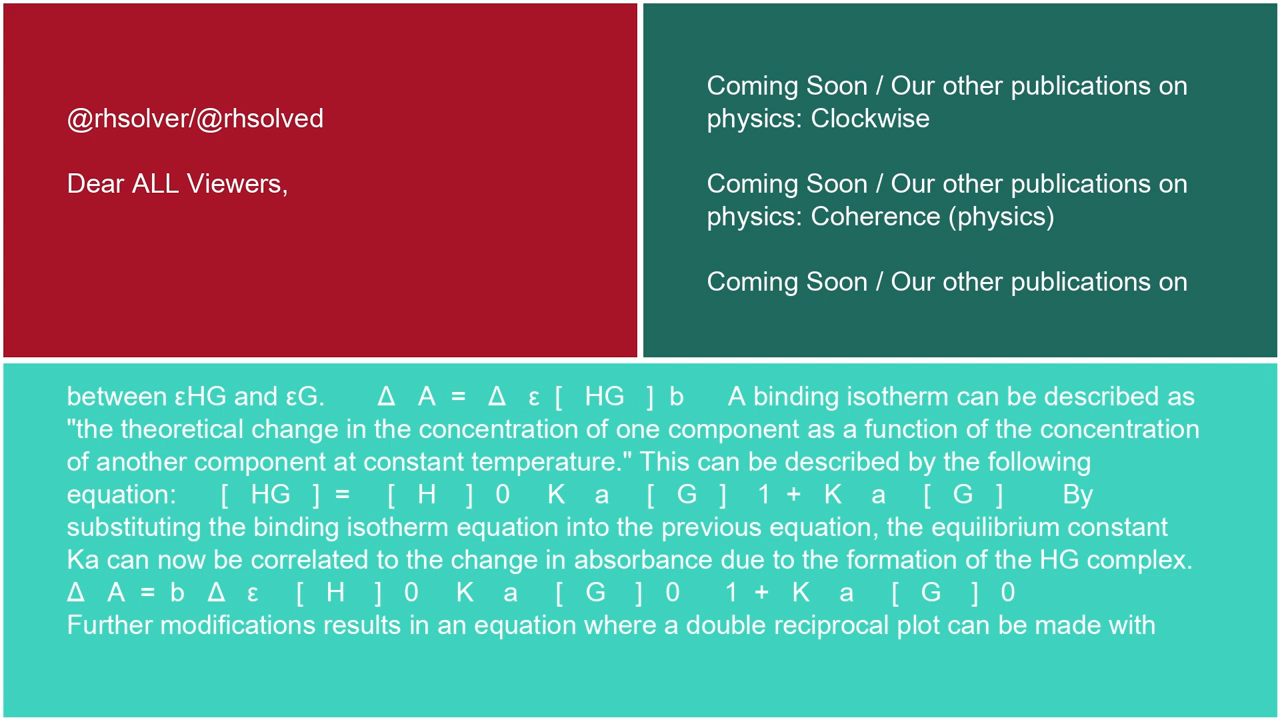 @rhsolver/@rhsolved
Dear ALL Viewers,
Coming Soon / Our other publications on
physics: Clockwise
Coming Soon / Our other publications on
physics: Coherence (physics)
Coming Soon / Our other publications on
between εHG and εG. Δ A = Δ ε [ HG ] b A binding isotherm can be described as
"the theoretical change in the concentration of one component as a function of the concentration
of another component at constant temperature." This can be described by the following
equation: [ HG ] = [ H ] 0 K a [ G ] 1 + K a [ G ] By
substituting the binding isotherm equation into the previous equation, the equilibrium constant
Ka can now be correlated to the change in absorbance due to the formation of the HG complex.
Δ A = b Δ ε [ H ] 0 K a [ G ] 0 1 + K a [ G ] 0
Further modifications results in an equation where a double reciprocal plot can be made with